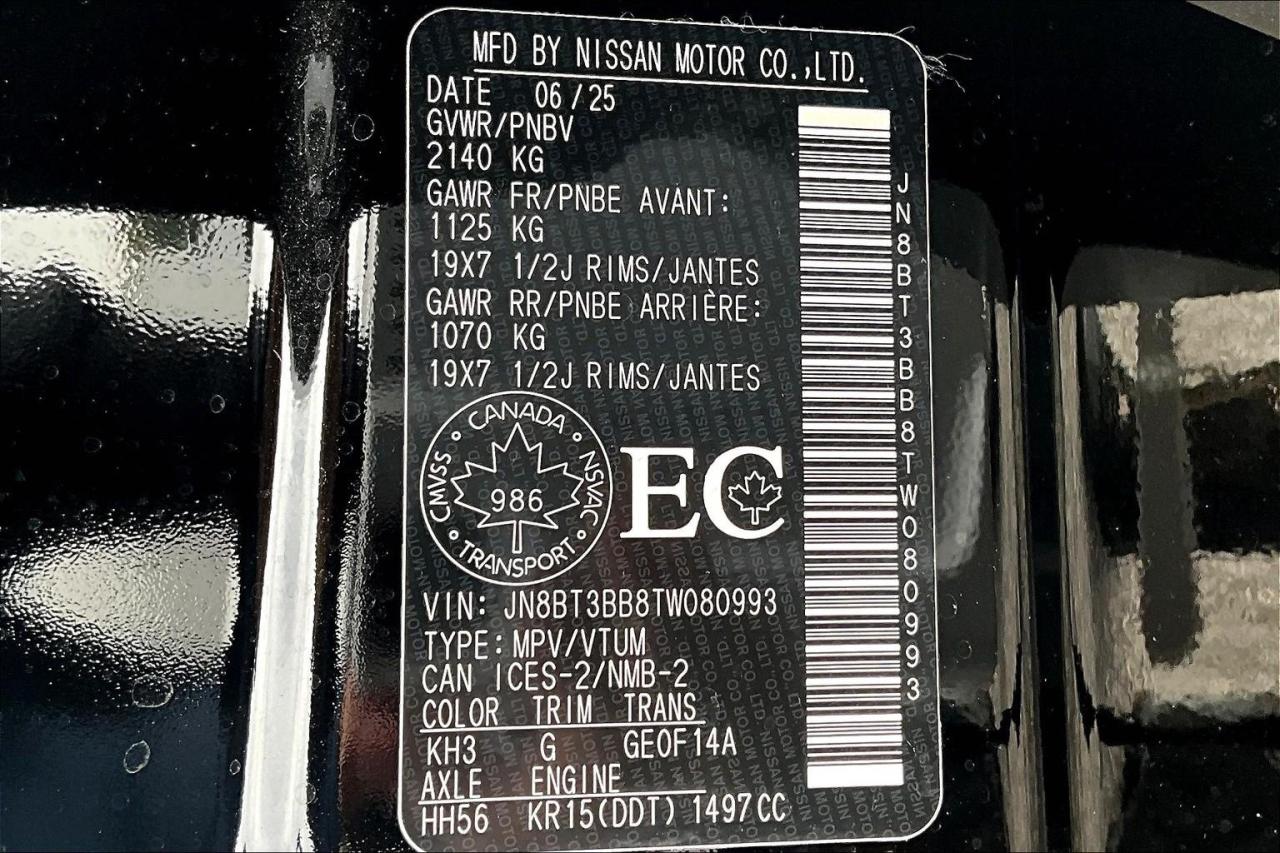 MFD BY NISSAN MOTOR CO.,LTD.
DATE 06/25
GVWR/PNBV
2140 KG
GAWR FR/PNBE AVANT:
1125 KG
19X7 1/2J RIMS/JANTES
GAWR RR/PNBE ARRIÈRE:
1070 KG
19X7 1/2J RIMS/JANTES
CANADA
CMVSS
986
NSVAC
TRANSPORT
EC
VIN: JN8BT3BB8TW080993
TYPE: MPV/VTUM
CAN ICES-2/NMB-2
COLOR TRIM TRANS
KH3 G GE0F14A
AXLE ENGINE
HH56 KR15(DDT) 1497CC
JN8BT3BB8TW080993